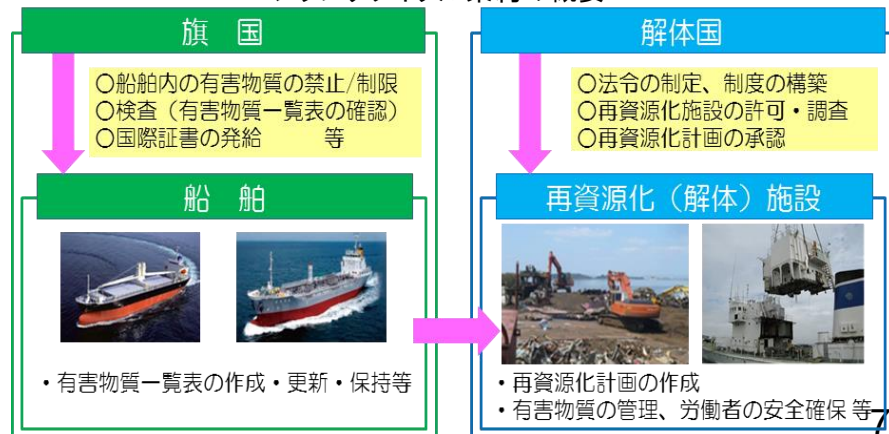 旗 国
〇船舶内の有害物質の禁止/制限
〇検査（有害物質一覧表の確認）
〇国際証書の発給 等
船 舶
・有害物質一覧表の作成・更新・保持等
解体国
〇法令の制定、制度の構築
〇再資源化施設の許可・調査
〇再資源化計画の承認
再資源化（解体）施設
・再資源化計画の作成
・有害物質の管理、労働者の安全確保 等
7